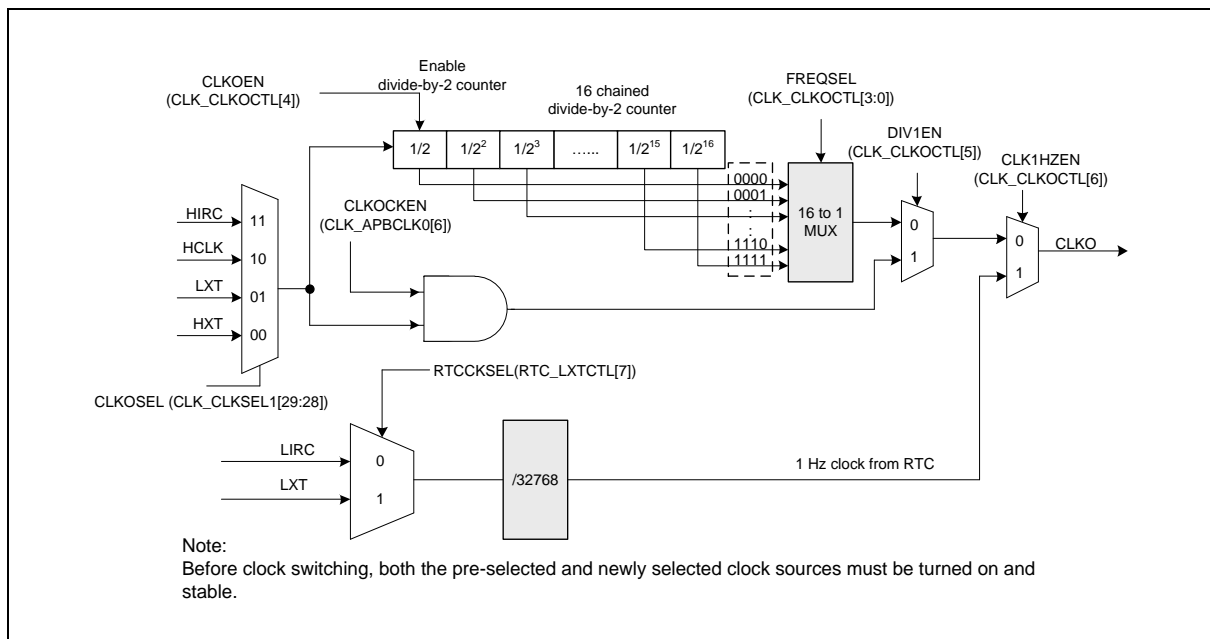 Enable
divide-by-2 counter
CLKOEN
(CLK_CLKOCTL[4])
16 chained
divide-by-2 counter
FREQSEL
(CLK_CLKOCTL[3:0])
DIV1EN
(CLK_CLKOCTL[5])
CLK1HZEN
(CLK_CLKOCTL[6])
1/2 1/2² 1/2³ ...... 1/2¹⁵ 1/2¹⁶
0000
0001
:
:
1110
1111
16 to 1
MUX
0
1
0
1
CLKO
CLKOCKEN
(CLK_APBCLK0[6])
HIRC 11
HCLK 10
LXT 01
HXT 00
CLKOSEL (CLK_CLKSEL1[29:28])
RTCCKSEL(RTC_LXTCTL[7])
LIRC 0
LXT 1
/32768
1 Hz clock from RTC
Note:
Before clock switching, both the pre-selected and newly selected clock sources must be turned on and
stable.